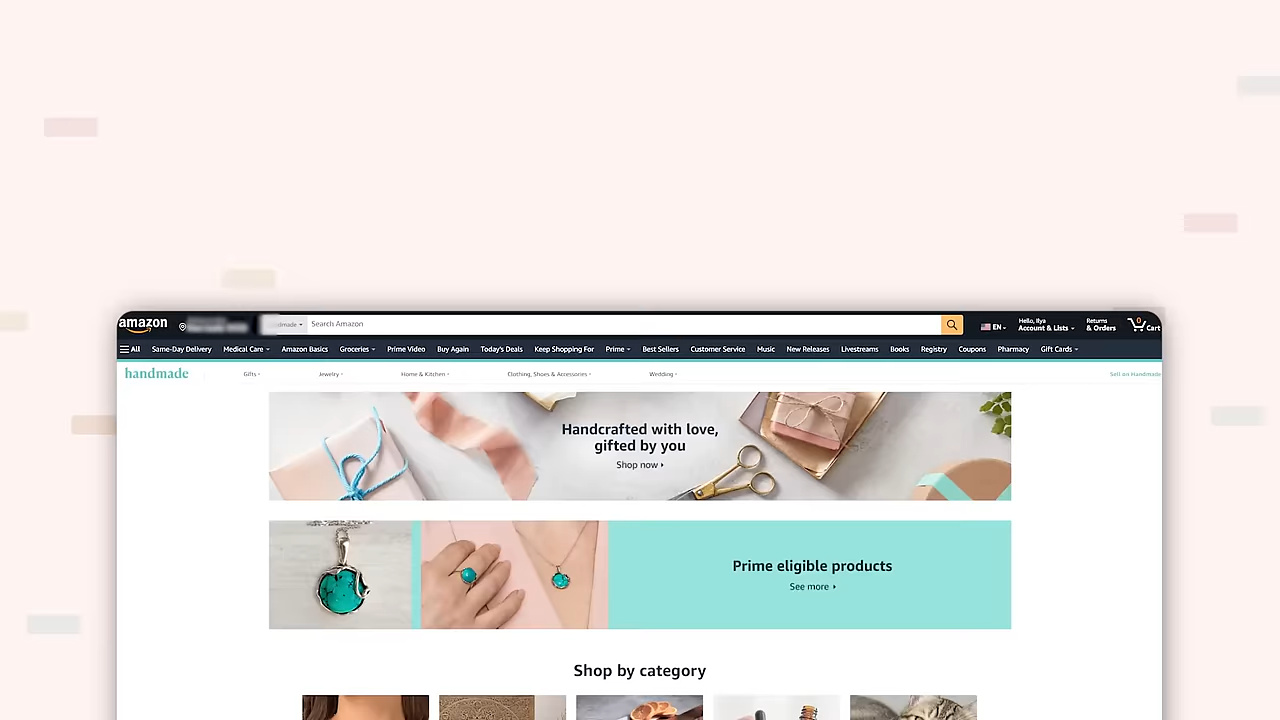 amazon
made Search Amazon EN Hello, Ilya Account & Lists Returns & Orders 0 Cart
All Same-Day Delivery Medical Care Amazon Basics Groceries Prime Video Buy Again Today's Deals Keep Shopping For Prime Best Sellers Customer Service Music New Releases Livestreams Books Registry Coupons Pharmacy Gift Cards
handmade Gifts Jewelry Home & Kitchen Clothing, Shoes & Accessories Wedding Sell on Handmade
Handcrafted with love,
gifted by you
Shop now
Prime eligible products
See more
Shop by category